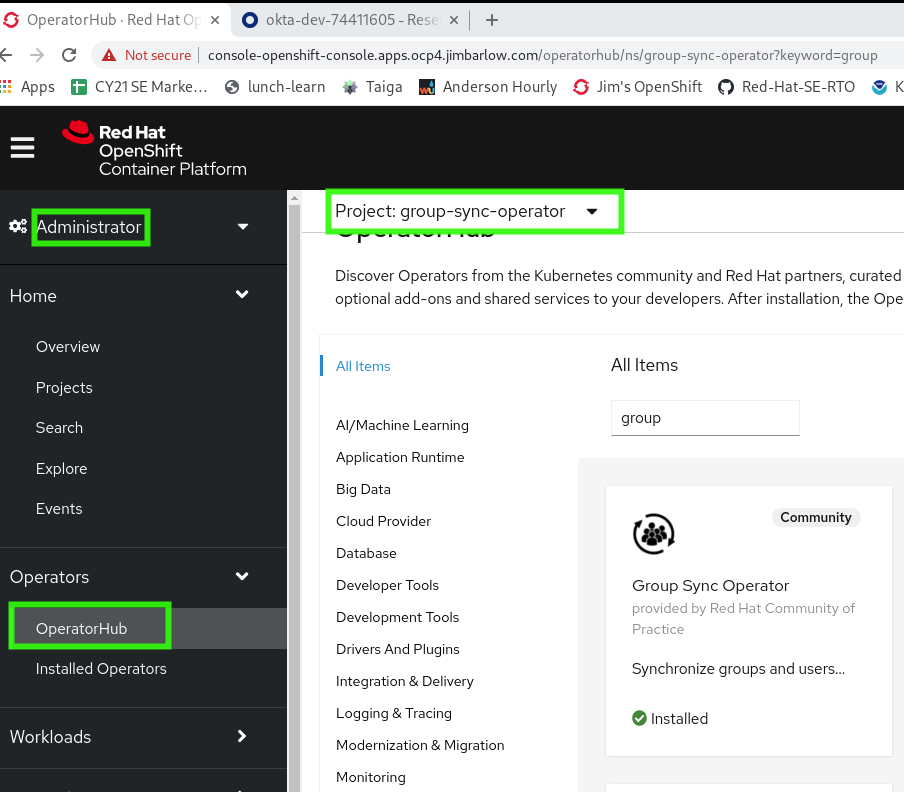 OperatorHub · Red Hat Op
okta-dev-74411605 - Rese
Not secure
console-openshift-console.apps.ocp4.jimbarlow.com/operatorhub/ns/group-sync-operator?keyword=group
Apps
CY21 SE Marke...
lunch-learn
Taiga
Anderson Hourly
Jim's OpenShift
Red-Hat-SE-RTO
K
Red Hat
OpenShift
Container Platform
Administrator
Home
Overview
Projects
Search
Explore
Events
Operators
OperatorHub
Installed Operators
Workloads
Project: group-sync-operator
OperatorHub
Discover Operators from the Kubernetes community and Red Hat partners, curated
optional add-ons and shared services to your developers. After installation, the Ope
All Items
AI/Machine Learning
Application Runtime
Big Data
Cloud Provider
Database
Developer Tools
Development Tools
Drivers And Plugins
Integration & Delivery
Logging & Tracing
Modernization & Migration
Monitoring
All Items
group
Community
Group Sync Operator
provided by Red Hat Community of
Practice
Synchronize groups and users...
Installed